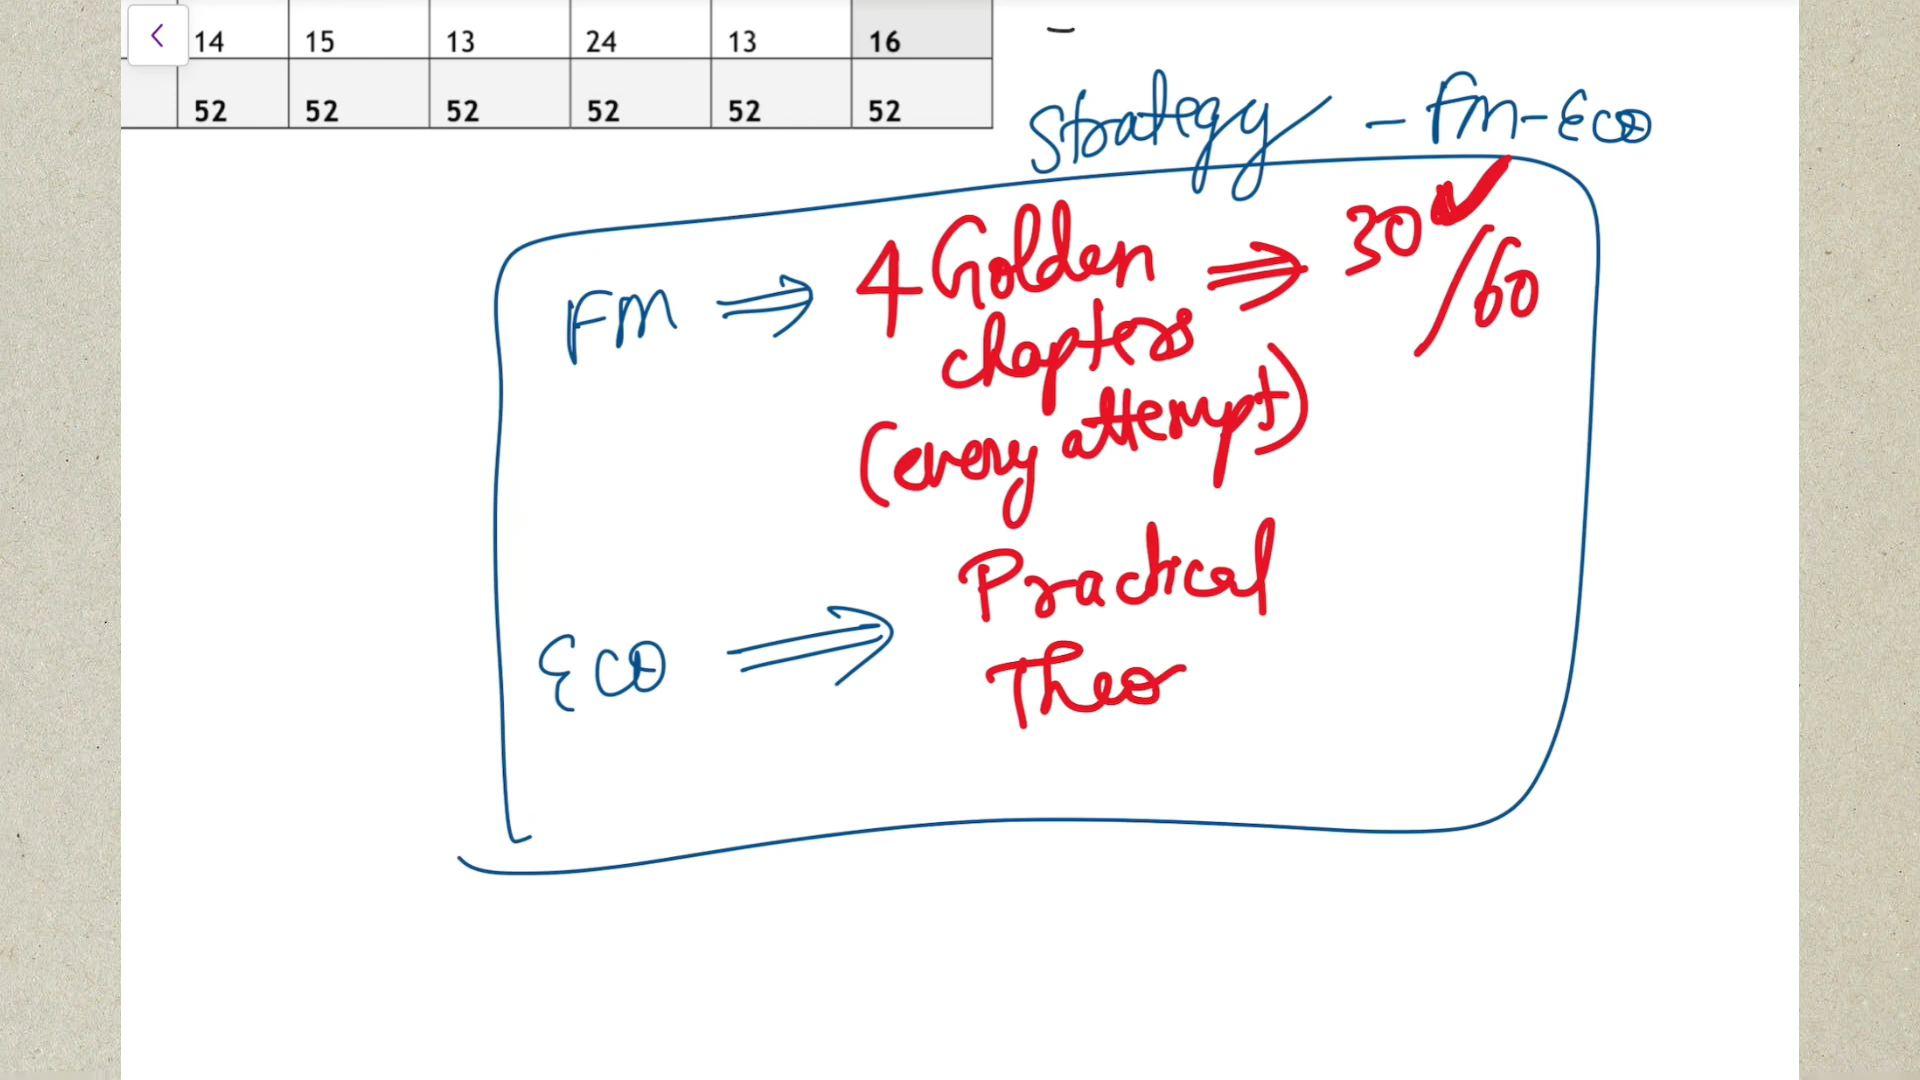 14 15 13 24 13 16
52 52 52 52 52 52
Strategy - FM-Eco
FM ⇒ 4 Golden chapters ⇒ 30/60
(every attempt)
Practical
Eco ⇒ Theo